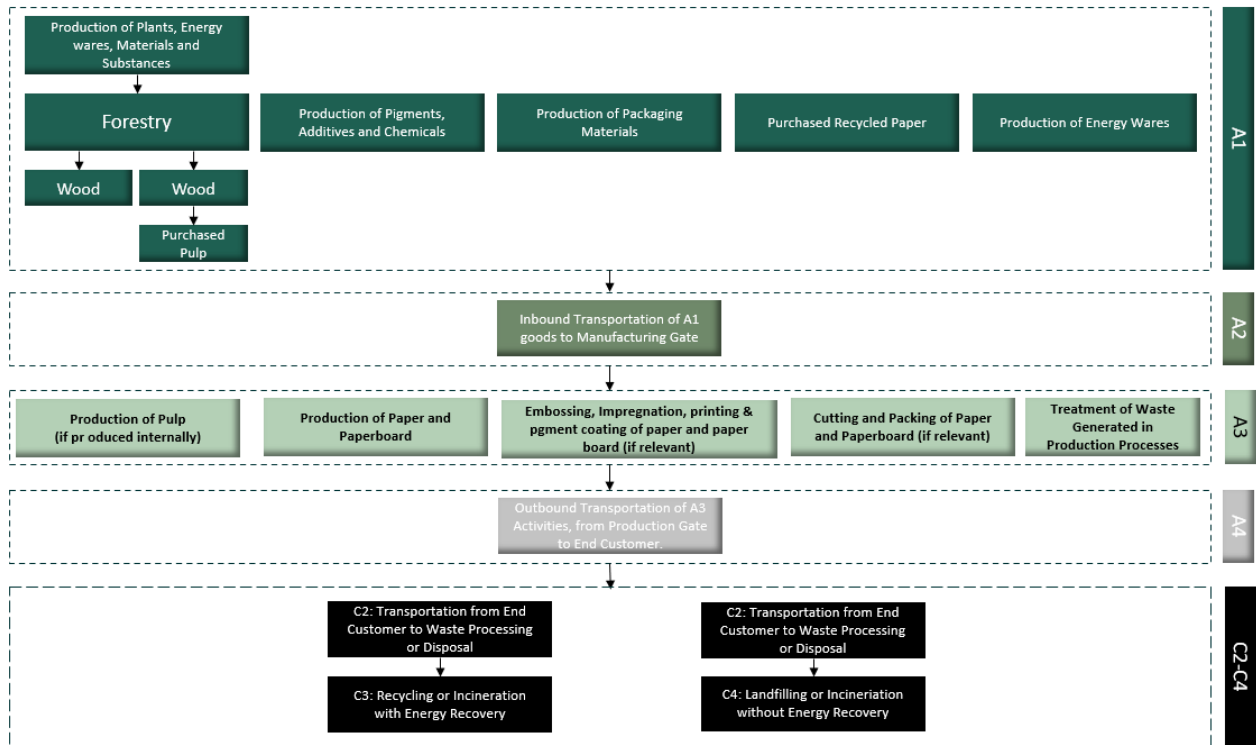 Production of Plants, Energy
wares, Materials and
Substances
Forestry
Wood
Wood
Purchased
Pulp
Production of Pigments,
Additives and Chemicals
Production of Packaging
Materials
Purchased Recycled Paper
Production of Energy Wares
A1
Inbound Transportation of A1
goods to Manufacturing Gate
A2
Production of Pulp
(if pr oduced internally)
Production of Paper and
Paperboard
Embossing, Impregnation, printing &
pgment coating of paper and paper
board (if relevant)
Cutting and Packing of Paper
and Paperboard (if relevant)
Treatment of Waste
Generated in
Production Processes
A3
Outbound Transportation of A3
Activities, from Production Gate
to End Customer.
A4
C2: Transportation from End
Customer to Waste Processing
or Disposal
C3: Recycling or Incineration
with Energy Recovery
C2: Transportation from End
Customer to Waste Processing
or Disposal
C4: Landfilling or Incineriation
without Energy Recovery
C2-C4